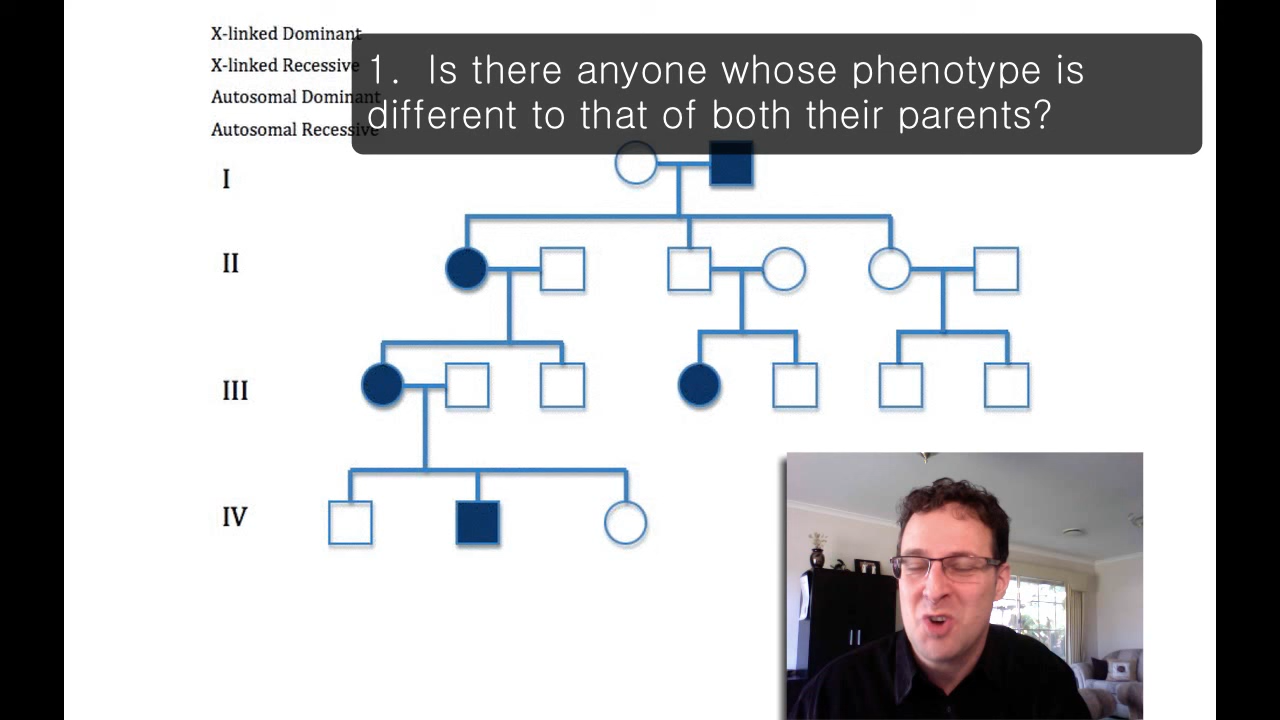 X-linked Dominant
X-linked Recessive
Autosomal Dominant
Autosomal Recessive
1. Is there anyone whose phenotype is
different to that of both their parents?
I
II
III
IV